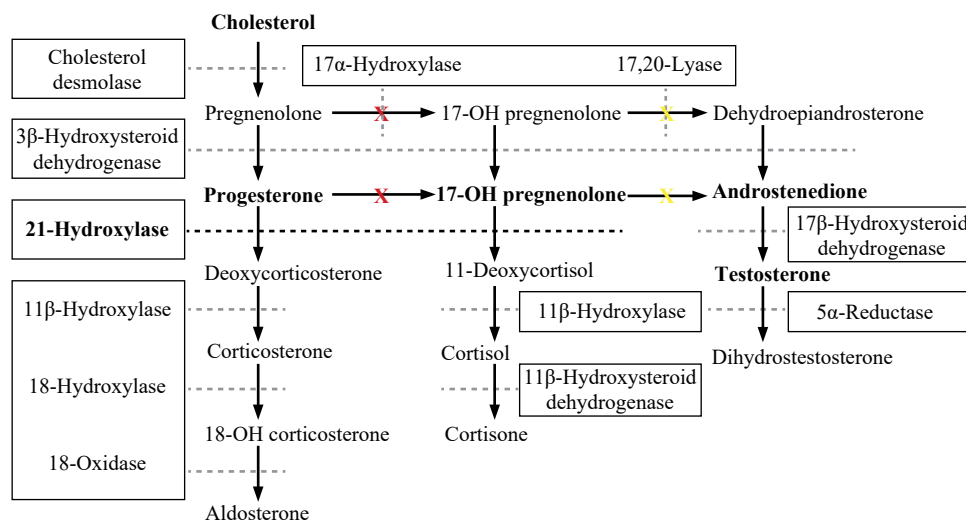 Cholesterol
Cholesterol
desmolase
17α-Hydroxylase 17,20-Lyase
Pregnenolone X 17-OH pregnenolone X Dehydroepiandrosterone
3β-Hydroxysteroid
dehydrogenase
Progesterone X 17-OH pregnenolone X Androstenedione
21-Hydroxylase
17β-Hydroxysteroid
dehydrogenase
Deoxycorticosterone 11-Deoxycortisol Testosterone
11β-Hydroxylase 11β-Hydroxylase 5α-Reductase
Corticosterone Cortisol Dihydrostestosterone
18-Hydroxylase
11β-Hydroxysteroid
dehydrogenase
18-OH corticosterone Cortisone
18-Oxidase
Aldosterone